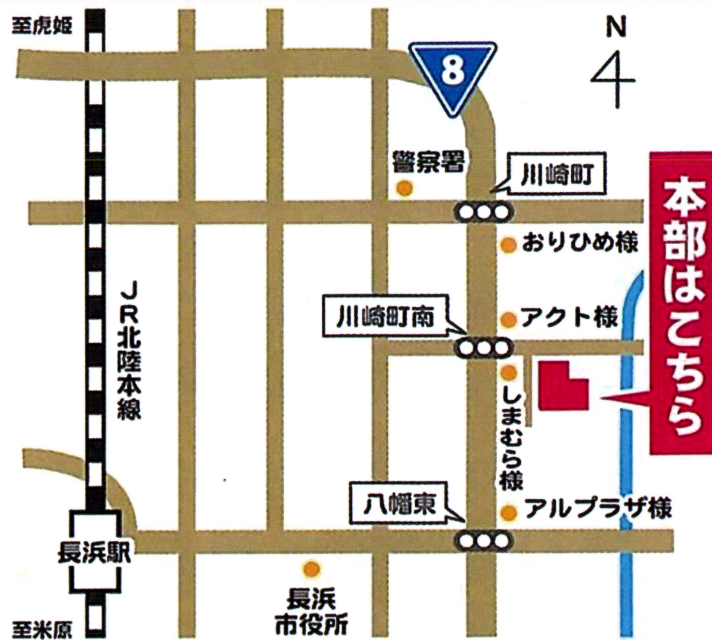 至虎姫
N
8
警察署
川崎町
本部はこちら
おりひめ様
JR北陸本線
川崎町南
アクト様
しまむら様
八幡東
アルプラザ様
長浜駅
長浜
市役所
至米原